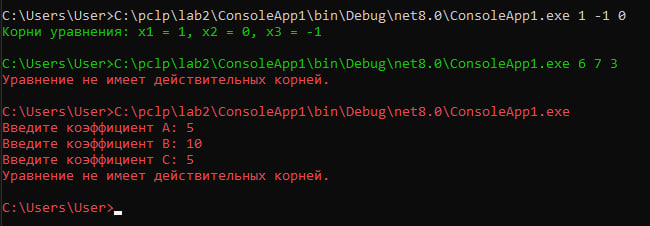 C:\Users\User>C:\pclp\lab2\ConsoleApp1\bin\Debug\net8.0\ConsoleApp1.exe 1 -1 0
Корни уравнения: x1 = 1, x2 = 0, x3 = -1
C:\Users\User>C:\pclp\lab2\ConsoleApp1\bin\Debug\net8.0\ConsoleApp1.exe 6 7 3
Уравнение не имеет действительных корней.
C:\Users\User>C:\pclp\lab2\ConsoleApp1\bin\Debug\net8.0\ConsoleApp1.exe
Введите коэффициент A: 5
Введите коэффициент B: 10
Введите коэффициент C: 5
Уравнение не имеет действительных корней.
C:\Users\User>